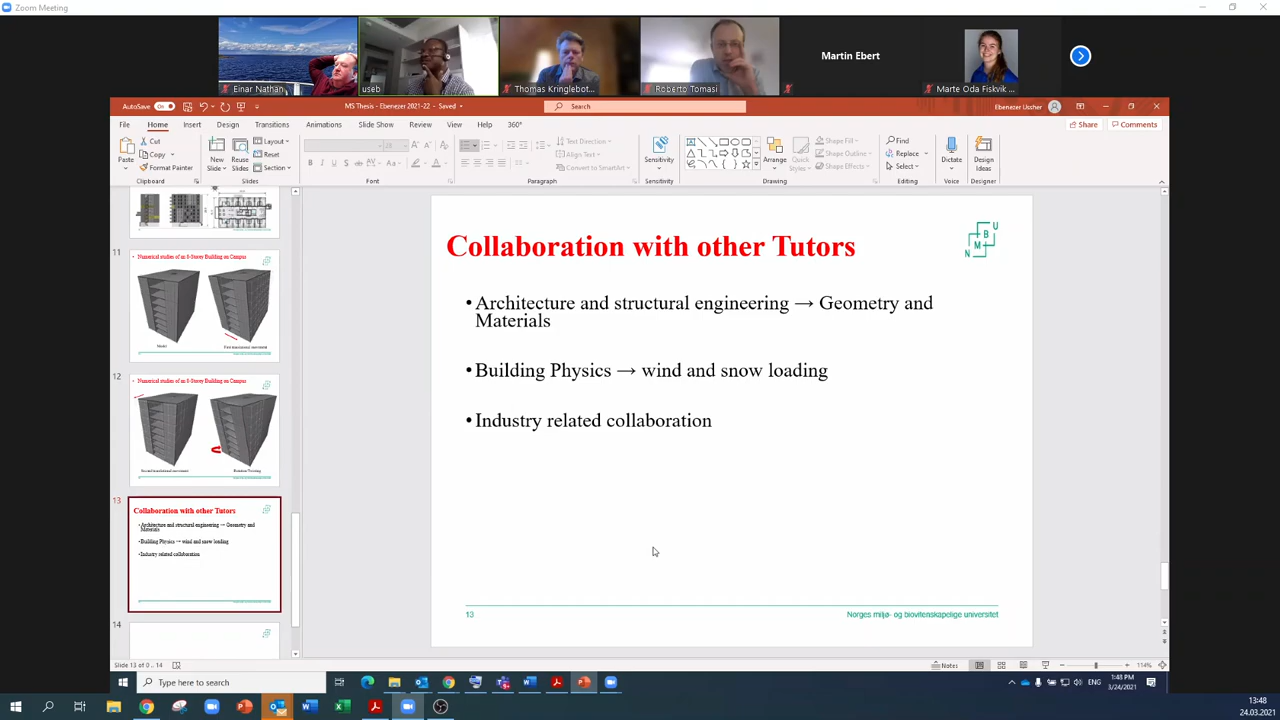 Zoom Meeting
Einar Nathan
useb
Thomas Kringlebot...
Roberto Tomasi
Martin Ebert
Marte Oda Fiskvik ...
AutoSave On
MS Thesis - Ebenezer 2021-22 - Saved
Search
Ebenezer Ussher
File Home Insert Design Transitions Animations Slide Show Review View Help 360°
Share Comments
Paste
Cut
Copy
Format Painter
New Slide
Reuse Slides
Layout
Reset
Section
Text Direction
Align Text
Convert to SmartArt
Sensitivity
Arrange
Quick Styles
Shape Fill
Shape Outline
Shape Effects
Find
Replace
Select
Dictate
Design Ideas
Clipboard Slides Font Paragraph Sensitivity Drawing Editing Voice Designer
11
• Numerical studies of an 8-Storey Building on Campus
Model
First translational movement
12
• Numerical studies of an 8-Storey Building on Campus
Second translational movement
13
Collaboration with other Tutors
•Architecture and structural engineering → Geometry and
Materials
•Building Physics → wind and snow loading
•Industry related collaboration
14
Collaboration with other Tutors
N M B U
• Architecture and structural engineering → Geometry and
Materials
• Building Physics → wind and snow loading
• Industry related collaboration
13
Norges miljø- og biovitenskapelige universitet
Slide 13 of 0.. 14
Notes
114%
Type here to search
ENG
1:48 PM
3/24/2021
13:48
24.03.2021